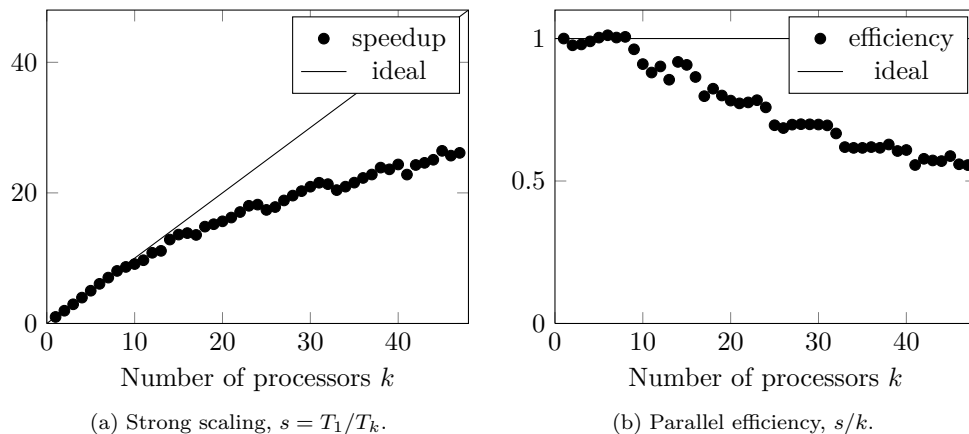 speedup
ideal
40
20
0
0 10 20 30 40
Number of processors k
(a) Strong scaling, s = T₁/Tₖ.
efficiency
ideal
1
0.5
0
0 10 20 30 40
Number of processors k
(b) Parallel efficiency, s/k.